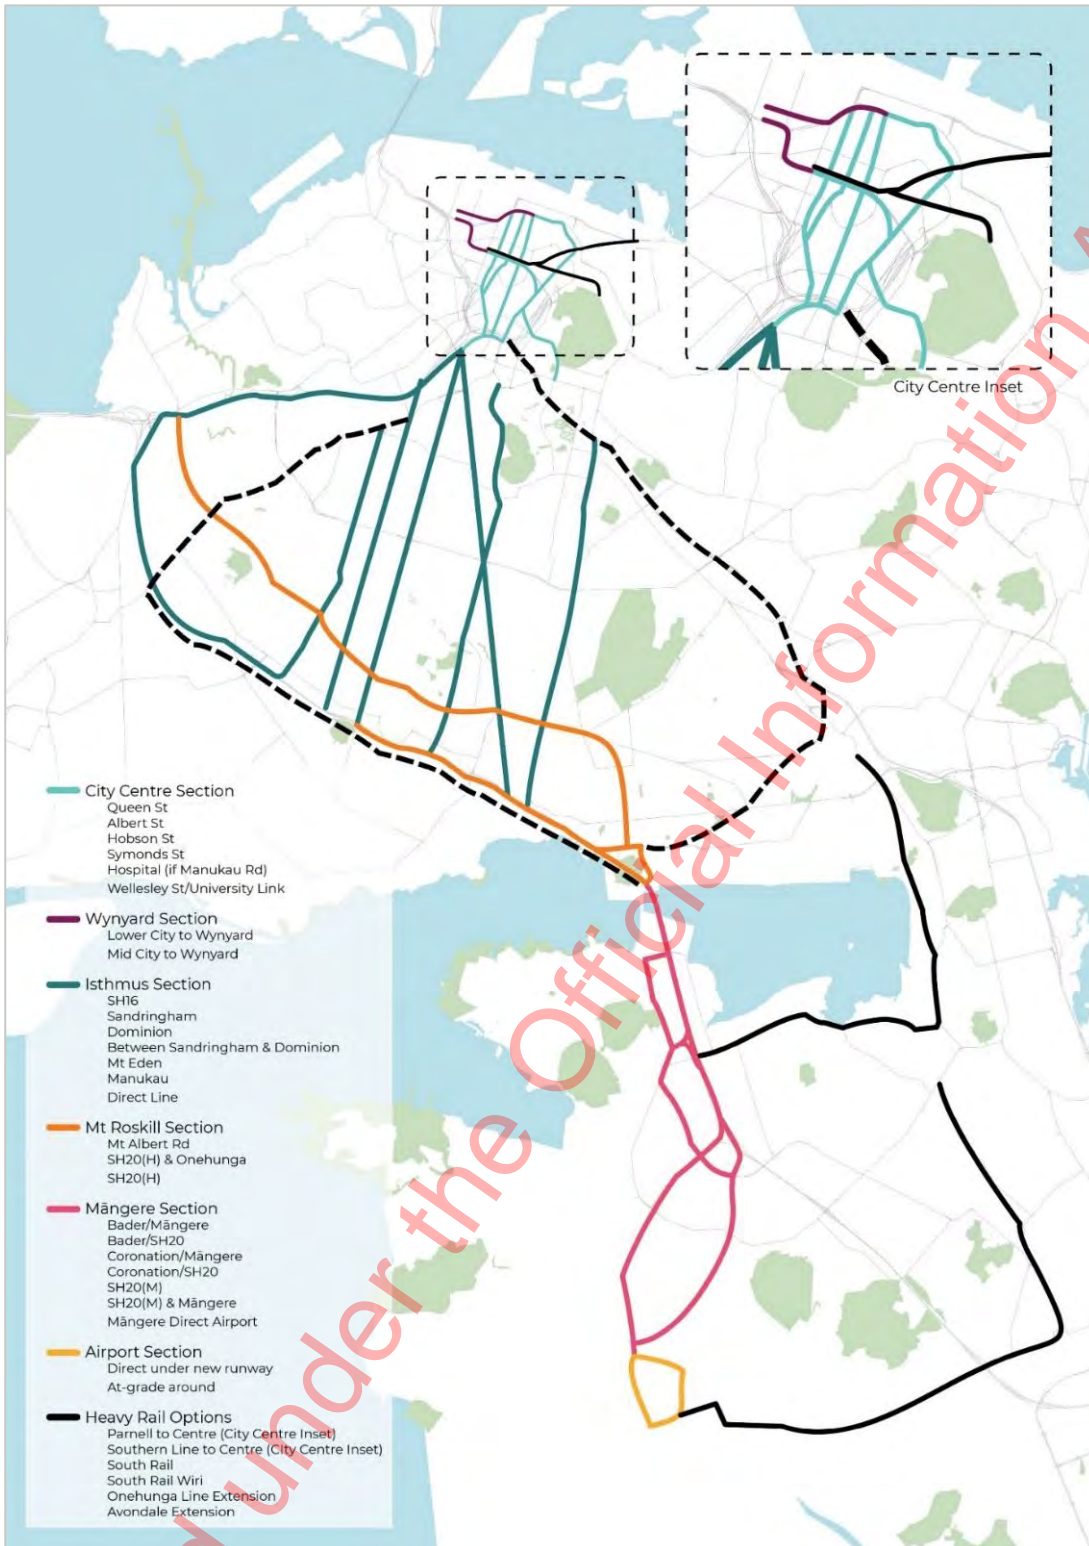 City Centre Inset
City Centre Section
Queen St
Albert St
Hobson St
Symonds St
Hospital (if Manukau Rd)
Wellesley St/University Link
Wynyard Section
Lower City to Wynyard
Mid City to Wynyard
Isthmus Section
SH16
Sandringham
Dominion
Between Sandringham & Dominion
Mt Eden
Manukau
Direct Line
Mt Roskill Section
Mt Albert Rd
SH20(H) & Onehunga
SH20(H)
Māngere Section
Bader/Māngere
Bader/SH20
Coronation/Māngere
Coronation/SH20
SH20(M)
SH20(M) & Māngere
Māngere Direct Airport
Airport Section
Direct under new runway
At-grade around
Heavy Rail Options
Parnell to Centre (City Centre Inset)
Southern Line to Centre (City Centre Inset)
South Rail
South Rail Wiri
Onehunga Line Extension
Avondale Extension
under the Official Information